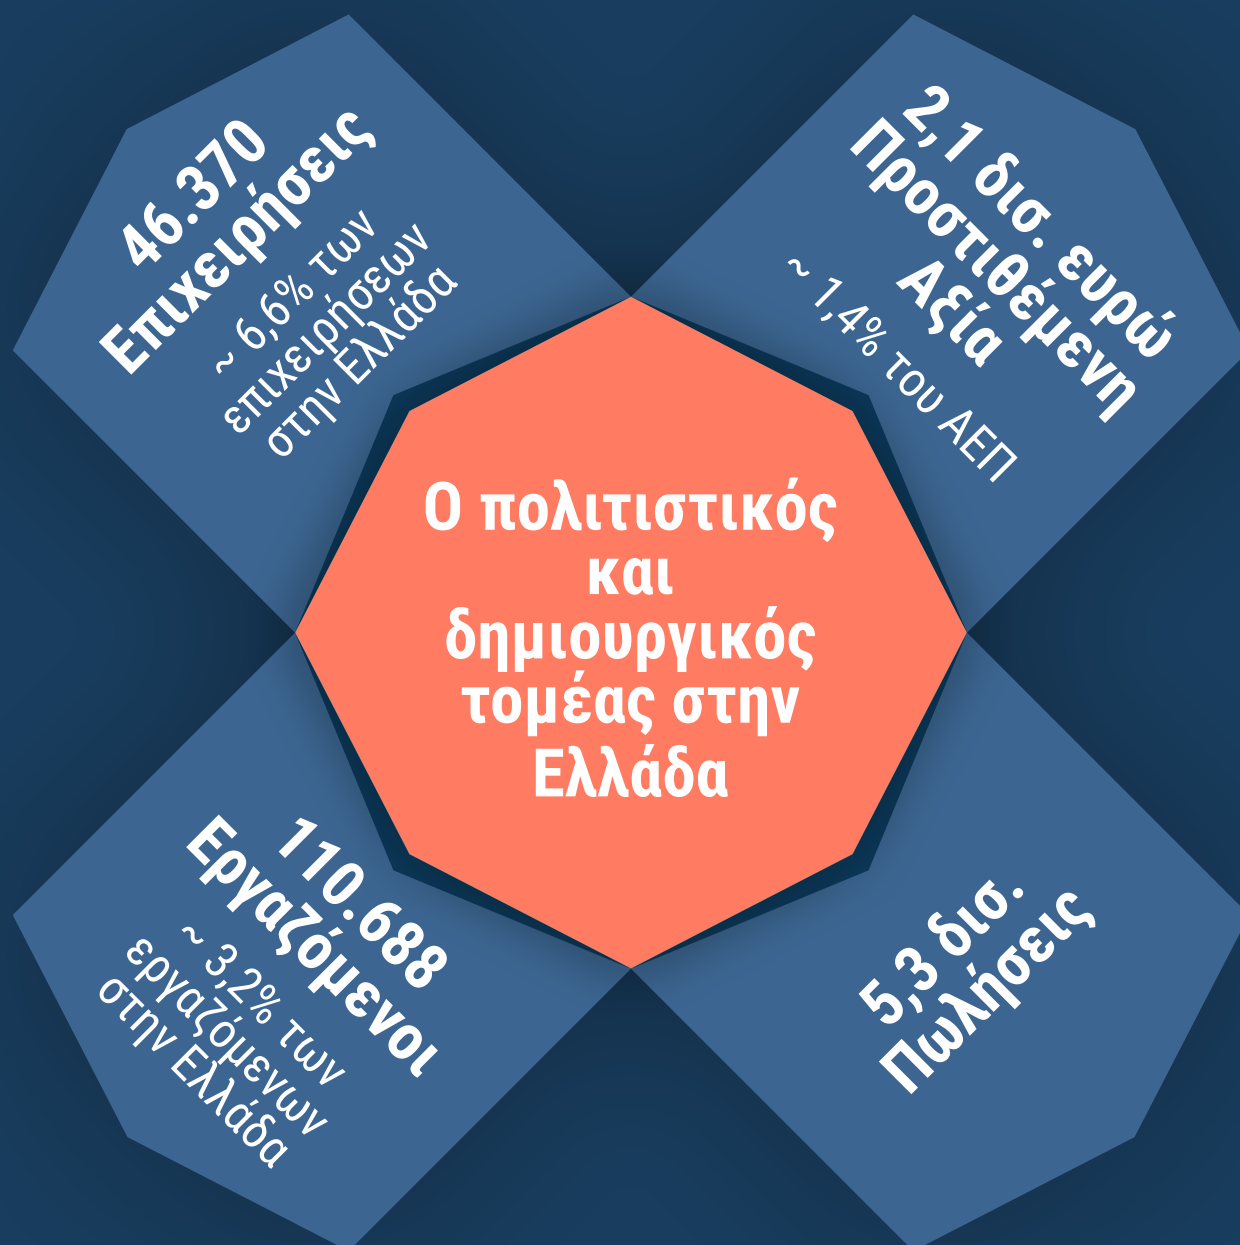 46.370
Επιχειρήσεις
~ 6,6% των
επιχειρήσεων
στην Ελλάδα
2,1 δισ. ευρώ
Προστιθέμενη
Αξία
~ 1,4% του ΑΕΠ
Ο πολιτιστικός
και
δημιουργικός
τομέας στην
Ελλάδα
110.688
Εργαζόμενοι
~ 3,2% των
εργαζόμενων
στην Ελλάδα
5,3 δισ.
Πωλήσεις